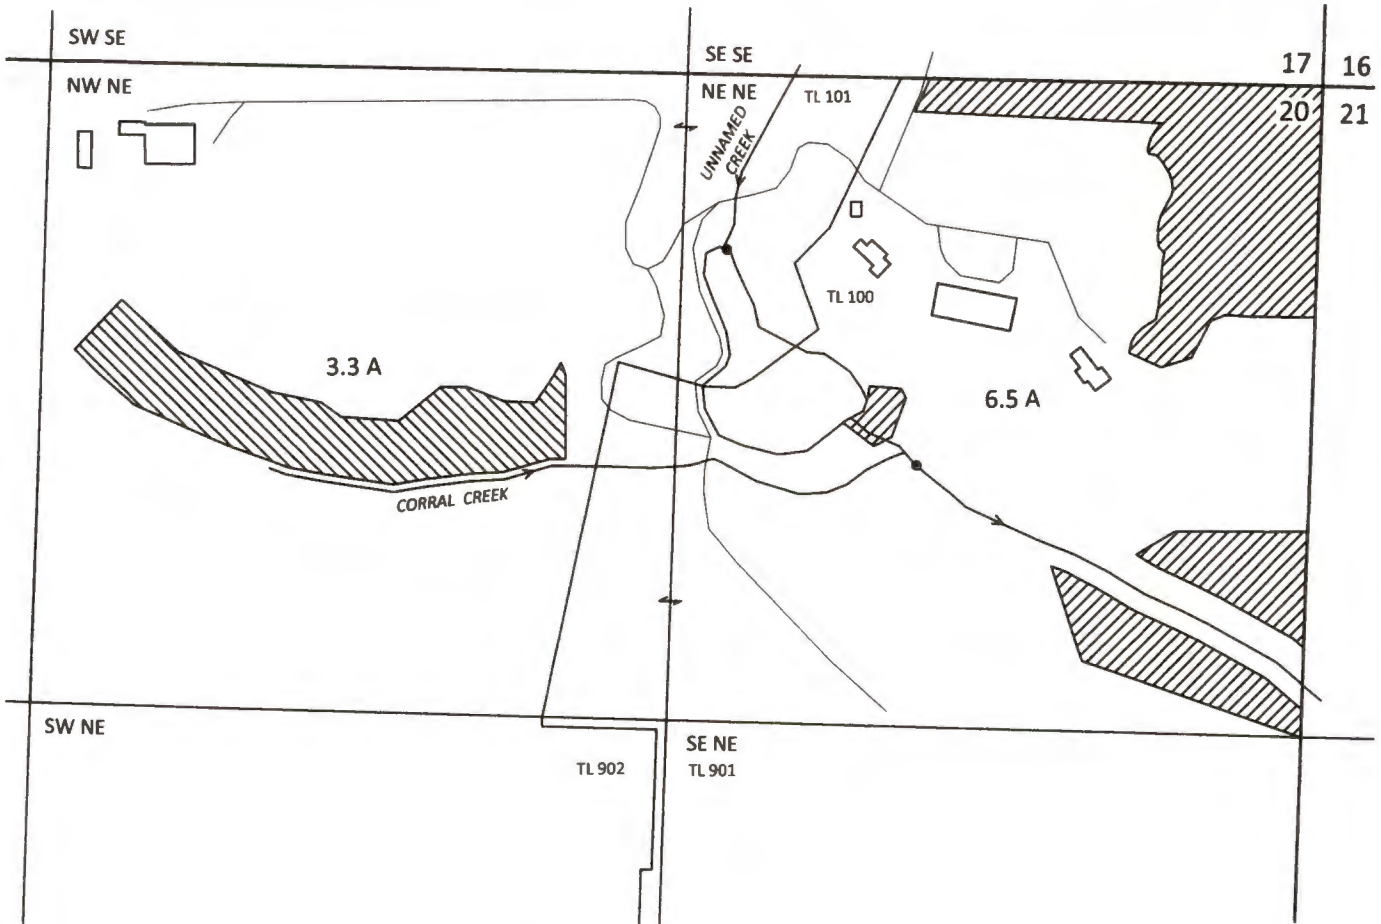 SW SE
SE SE
17 16
NW NE
NE NE
TL 101
20 21
UNNAMED
CREEK
TL 100
3.3 A
6.5 A
CORRAL CREEK
SW NE
SE NE
TL 902
TL 901